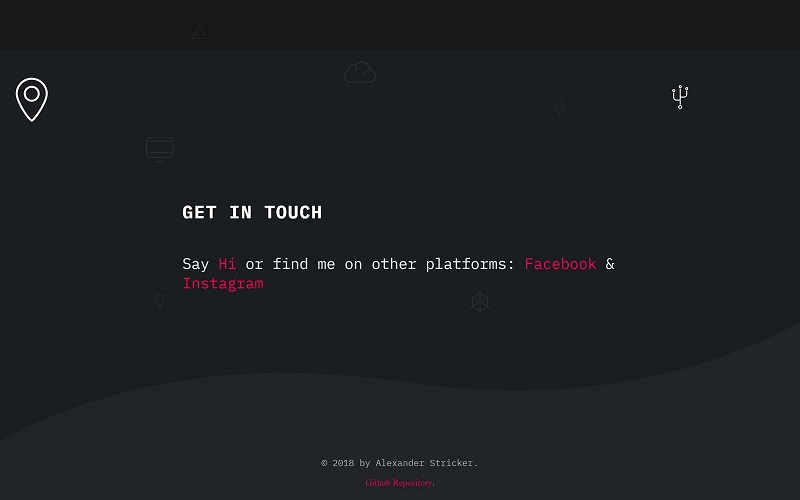 GET IN TOUCH
Say Hi or find me on other platforms: Facebook &
Instagram
© 2018 by Alexander Stricker.
Github Repository.